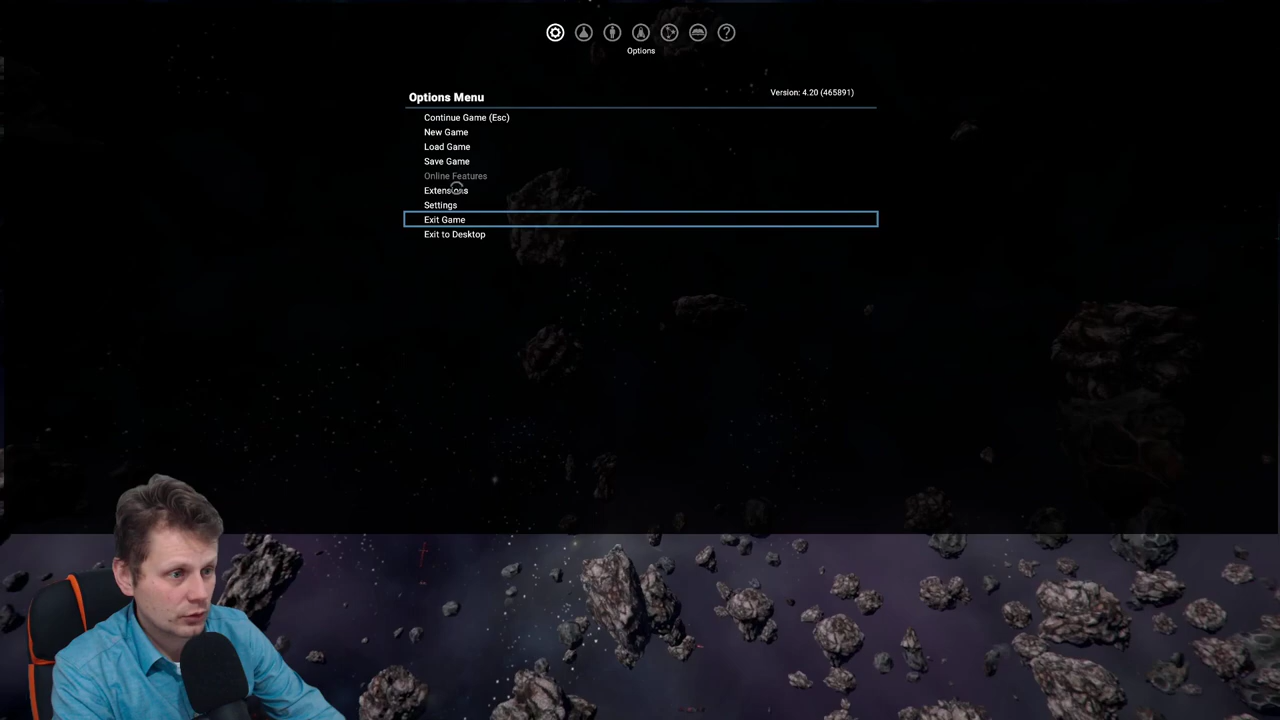 Options
Options Menu
Version: 4.20 (465891)
Continue Game (Esc)
New Game
Load Game
Save Game
Online Features
Extensions
Settings
Exit Game
Exit to Desktop